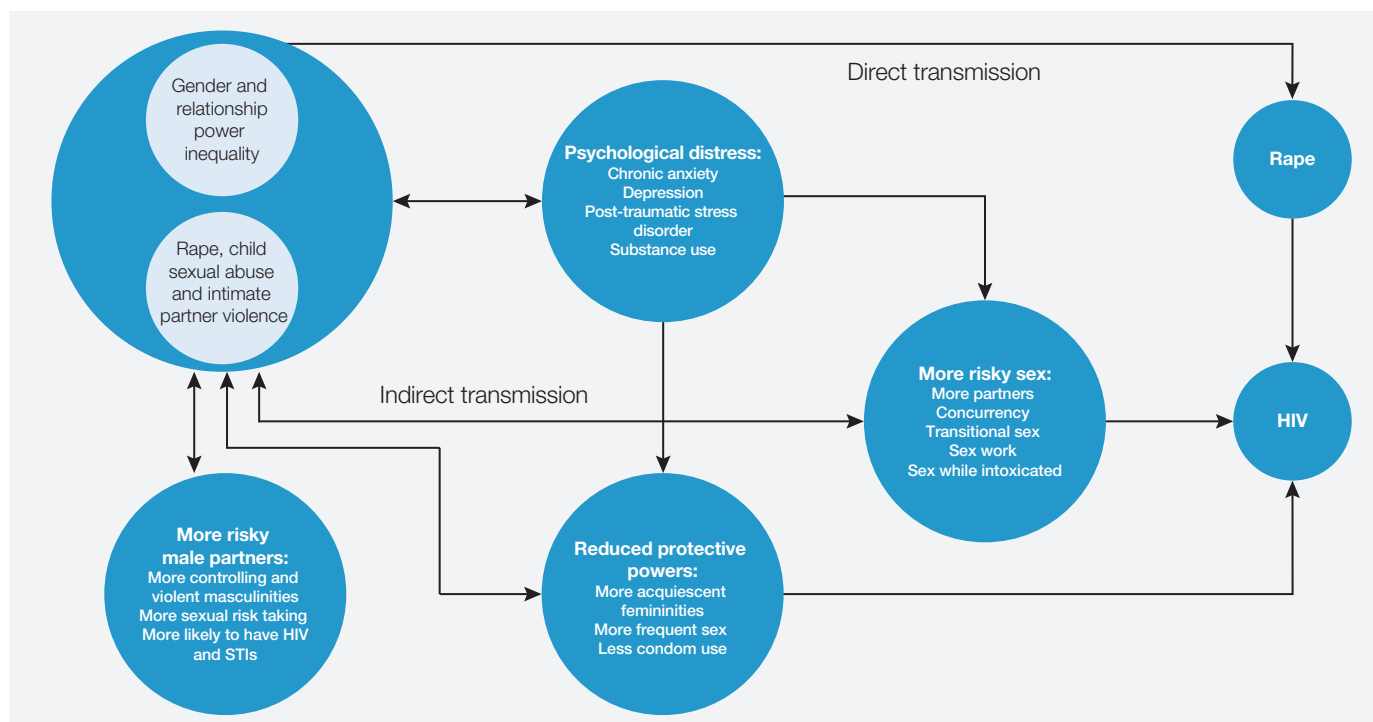 Gender and
relationship
power
inequality
Rape, child
sexual abuse
and intimate
partner violence
Direct transmission
Psychological distress:
Chronic anxiety
Depression
Post-traumatic stress
disorder
Substance use
Rape
Indirect transmission
More risky sex:
More partners
Concurrency
Transitional sex
Sex work
Sex while intoxicated
HIV
More risky
male partners:
More controlling and
violent masculinities
More sexual risk taking
More likely to have HIV
and STIs
Reduced protective
powers:
More acquiescent
femininities
More frequent sex
Less condom use